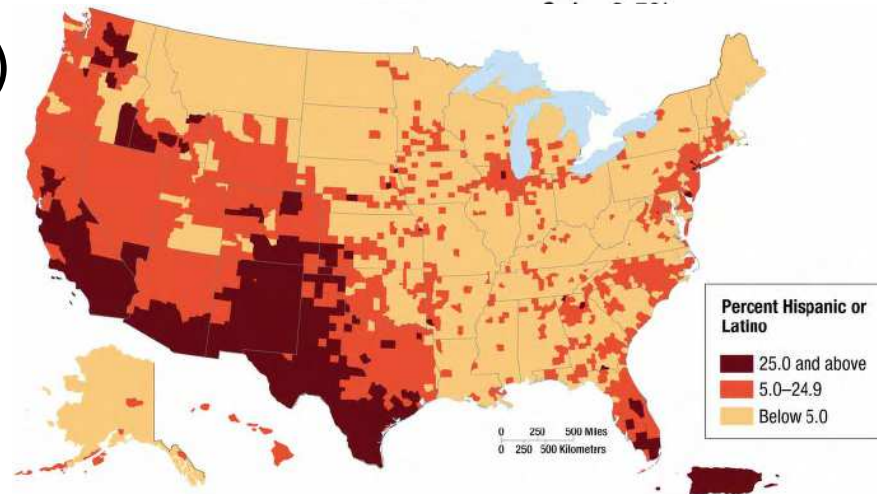 )
Percent Hispanic or
Latino
25.0 and above
5.0–24.9
Below 5.0
0 250 500 Miles
0 250 500 Kilometers